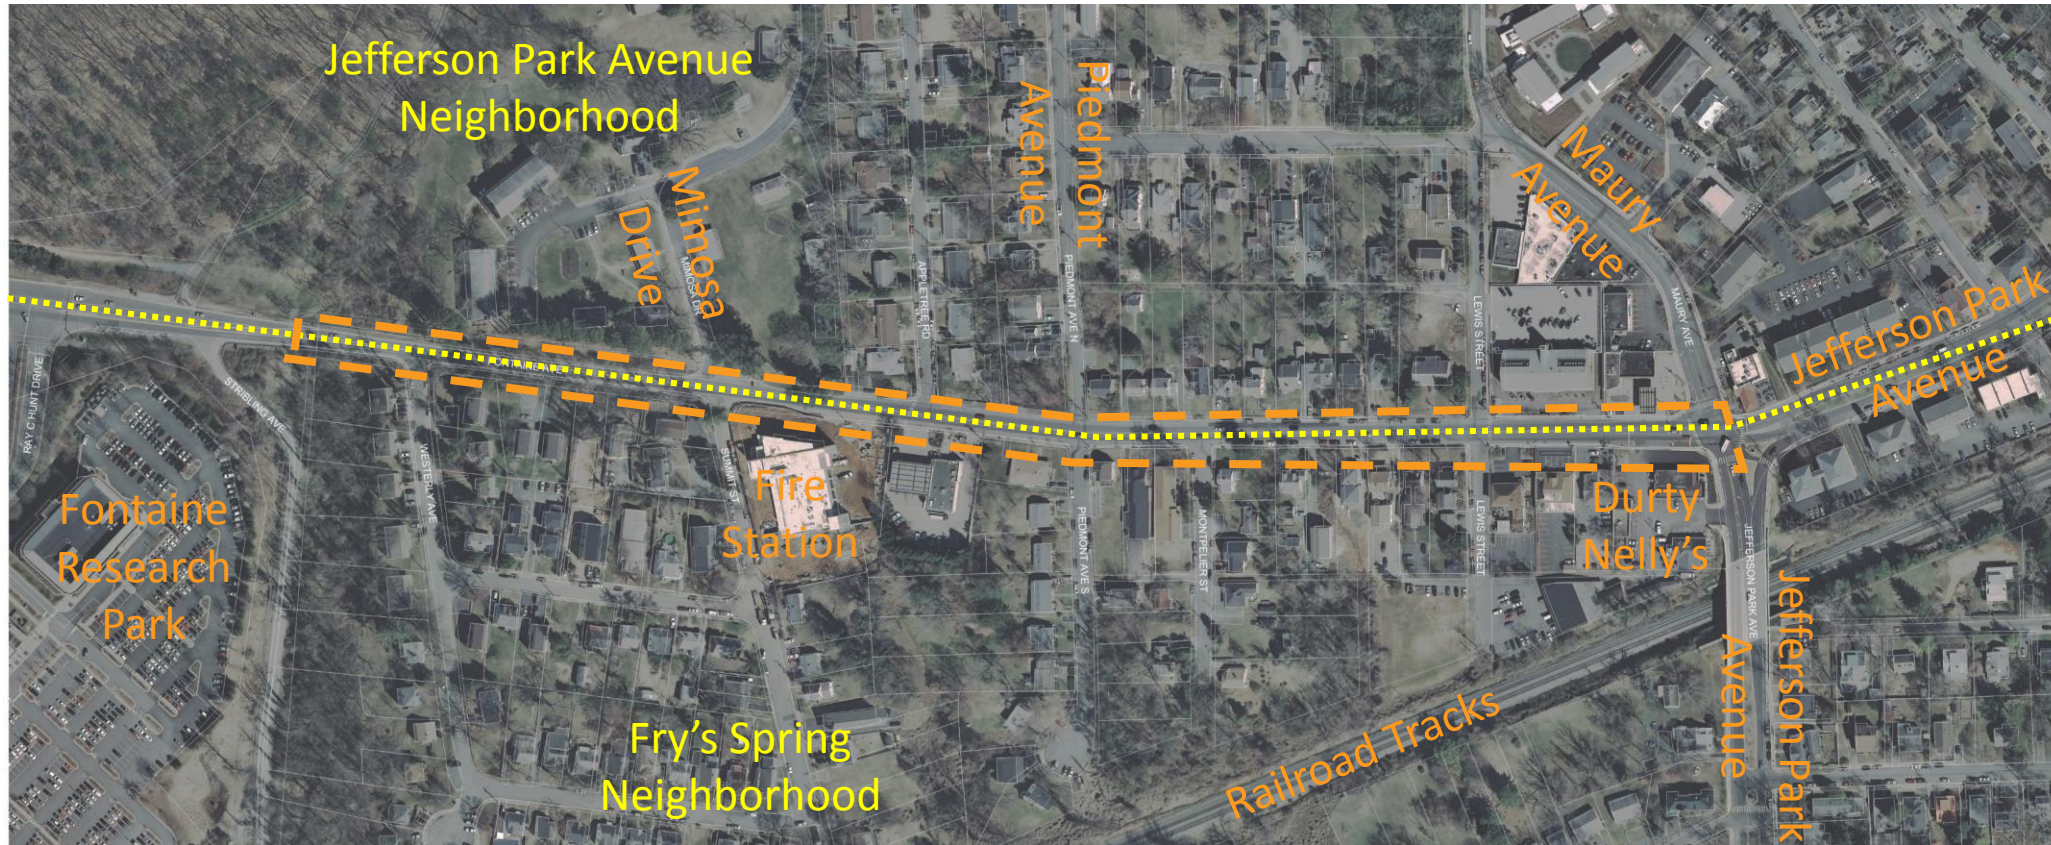 Jefferson Park Avenue
Neighborhood
Piedmont
Avenue
Maury
Avenue
Mimosa
Drive
MIMOSA DR
APPLETREE RD
PIEDMONT AVE N
LEWIS STREET
MAURY AVE
Jefferson Park
Avenue
RAY C HUNT DRIVE
STRIBLING AVE
FONTAINE AVE
WESTERLY AVE
SUMMIT ST
Fire
Station
PIEDMONT AVE S
MONTPELIER ST
LEWIS STREET
Durty
Nelly's
JEFFERSON PARK AVE
Fontaine
Research
Park
Jefferson Park
Avenue
Railroad Tracks
Fry's Spring
Neighborhood